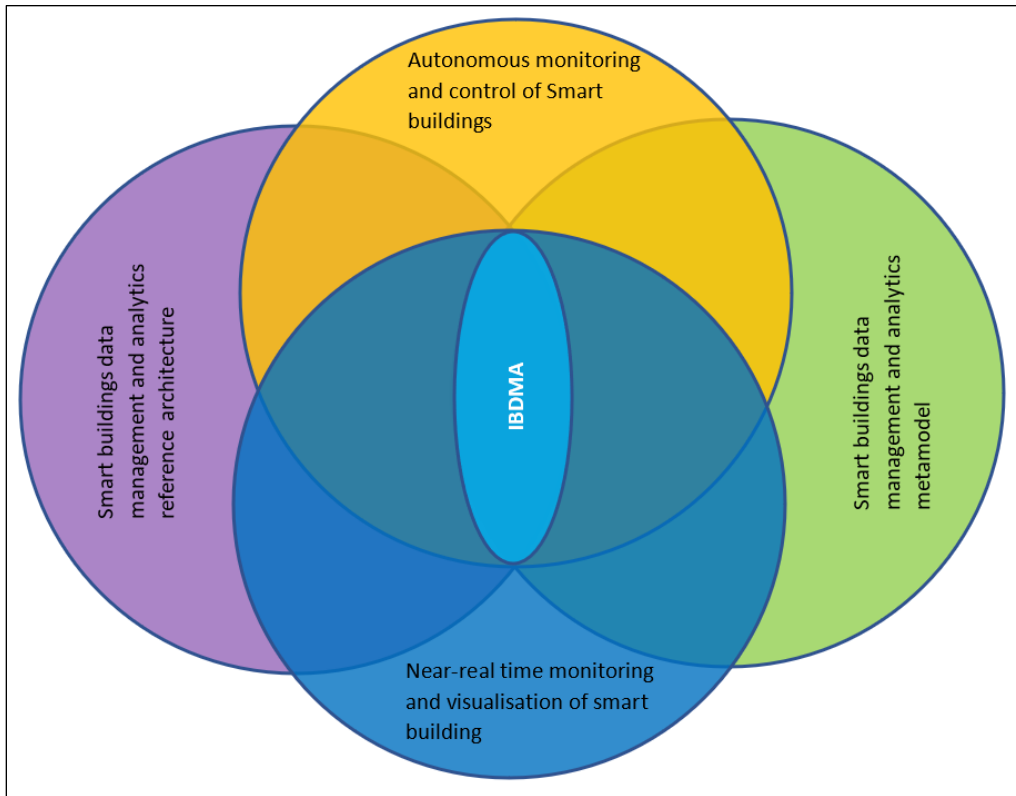 Autonomous monitoring
and control of Smart
buildings
Smart buildings data
management and analytics
reference architecture
IBDMA
Smart buildings data
management and analytics
metamodel
Near-real time monitoring
and visualisation of smart
building